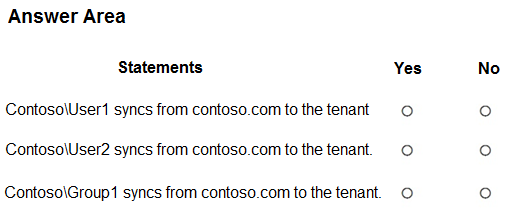 Answer Area
Statements Yes No
Contoso\User1 syncs from contoso.com to the tenant
Contoso\User2 syncs from contoso.com to the tenant.
Contoso\Group1 syncs from contoso.com to the tenant.